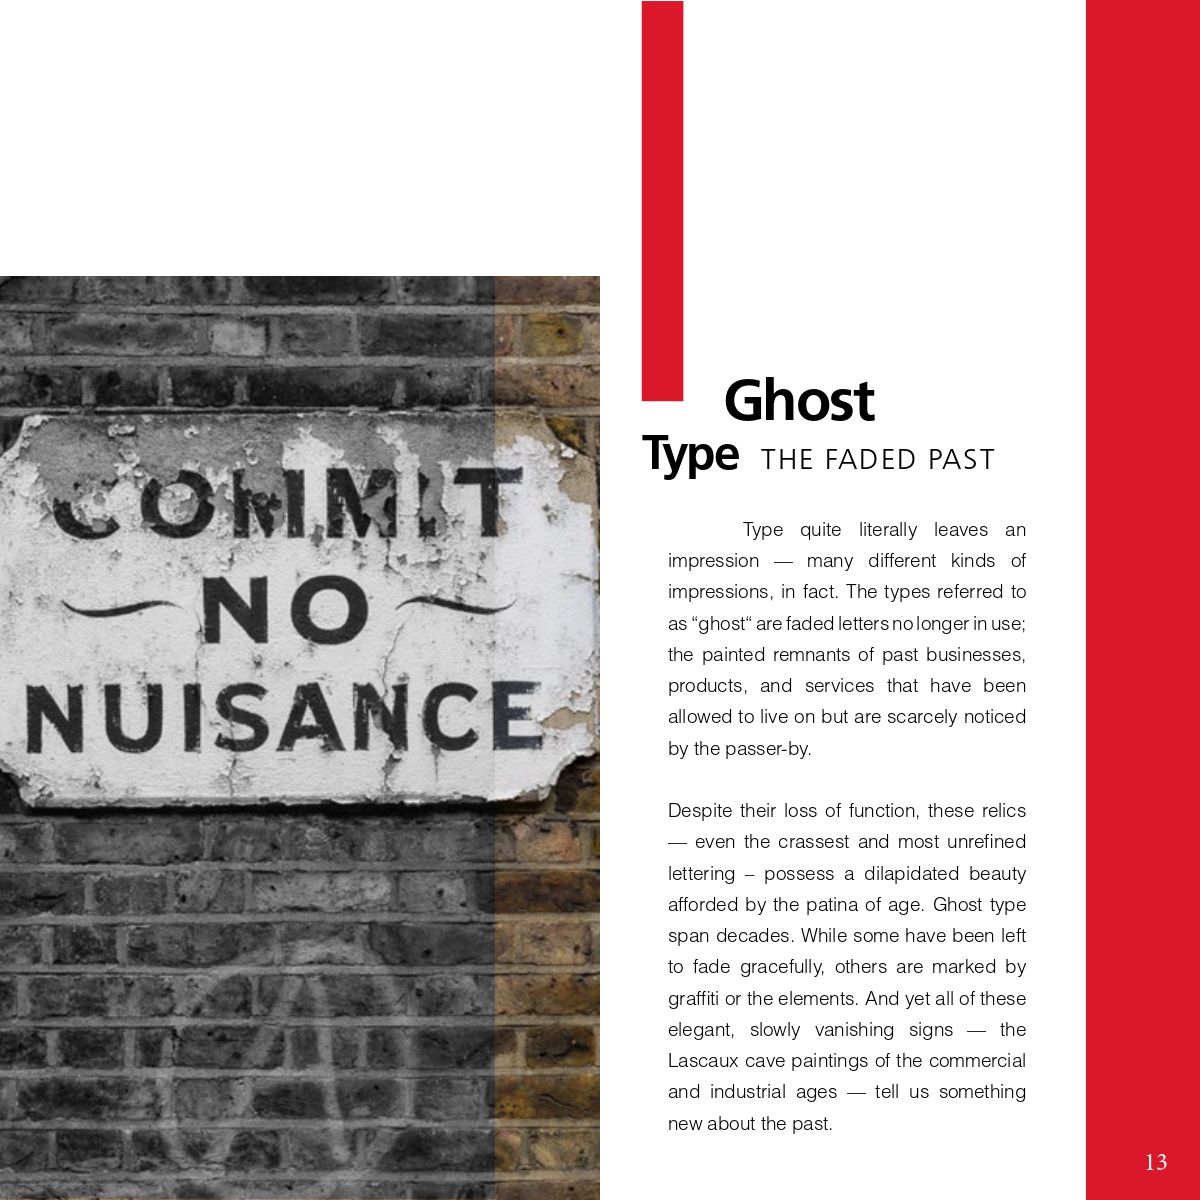 COMMIT
NO
NUISANCE
Ghost
Type THE FADED PAST
Type quite literally leaves an
impression — many different kinds of
impressions, in fact. The types referred to
as “ghost“ are faded letters no longer in use;
the painted remnants of past businesses,
products, and services that have been
allowed to live on but are scarcely noticed
by the passer-by.
Despite their loss of function, these relics
— even the crassest and most unrefined
lettering – possess a dilapidated beauty
afforded by the patina of age. Ghost type
span decades. While some have been left
to fade gracefully, others are marked by
graffiti or the elements. And yet all of these
elegant, slowly vanishing signs — the
Lascaux cave paintings of the commercial
and industrial ages — tell us something
new about the past.
13